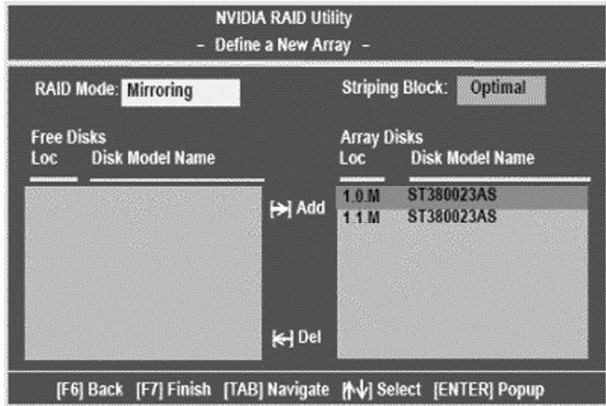 NVIDIA RAID Utility
- Define a New Array -
RAID Mode: Mirroring Striping Block: Optimal
Free Disks Array Disks
Loc Disk Model Name Loc Disk Model Name
1.0.M ST380023AS
Add
1.1.M ST380023AS
Del
[F6] Back [F7] Finish [TAB] Navigate [↑↓] Select [ENTER] Popup